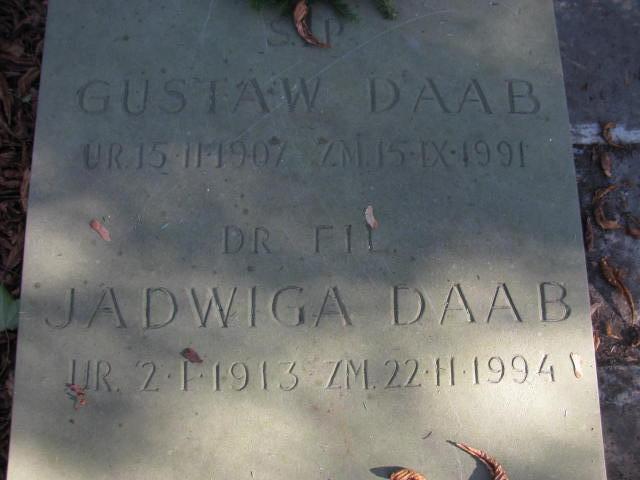 Ś.P
GUSTAW DAAB
UR.15·II·1907 ZM.15·IX·1991
DR FIL.
JADWIGA DAAB
UR. 2·I·1913 ZM.22·II·1994